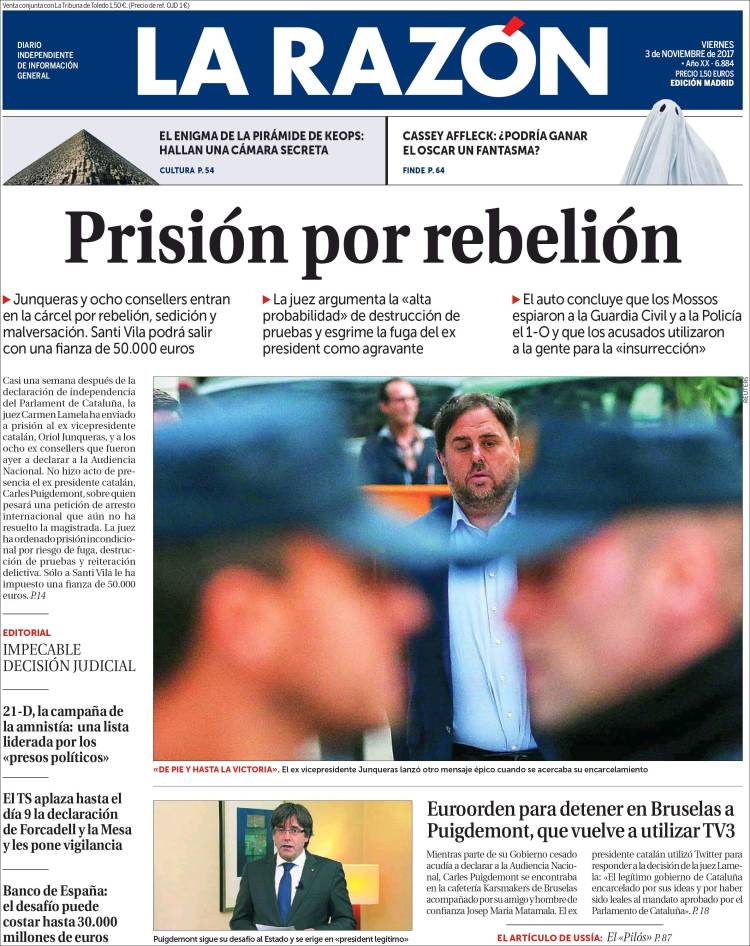 Venta conjunta con La Tribuna de Toledo 1,50 €. (Precio de ref. OJD 1 €)
DIARIO
INDEPENDIENTE
DE INFORMACIÓN
GENERAL
LA RAZÓN
VIERNES
3 de NOVIEMBRE de 2017
• Año XX - 6.884
PRECIO 1,50 EUROS
EDICIÓN MADRID
EL ENIGMA DE LA PIRÁMIDE DE KEOPS:
HALLAN UNA CÁMARA SECRETA
CULTURA P. 54
CASSEY AFFLECK: ¿PODRÍA GANAR
EL OSCAR UN FANTASMA?
FINDE P. 64
Prisión por rebelión
Junqueras y ocho consellers entran
en la cárcel por rebelión, sedición y
malversación. Santi Vila podrá salir
con una fianza de 50.000 euros
La juez argumenta la «alta
probabilidad» de destrucción de
pruebas y esgrime la fuga del ex
president como agravante
El auto concluye que los Mossos
espiaron a la Guardia Civil y a la Policía
el 1-O y que los acusados utilizaron
a la gente para la «insurrección»
Casi una semana después de la
declaración de independencia
del Parlament de Cataluña, la
juez Carmen Lamela ha enviado
a prisión al ex vicepresidente
catalán, Oriol Junqueras, y a los
ocho ex consellers que fueron
ayer a declarar a la Audiencia
Nacional. No hizo acto de pre-
sencia el ex presidente catalán,
Carles Puigdemont, sobre quien
pesará una petición de arresto
internacional que aún no ha
resuelto la magistrada. La juez
ha ordenado prisión incondicio-
nal por riesgo de fuga, destruc-
ción de pruebas y reiteración
delictiva. Sólo a Santi Vila le ha
impuesto una fianza de 50.000
euros. P.14
REUTERS
«DE PIE Y HASTA LA VICTORIA». El ex vicepresidente Junqueras lanzó otro mensaje épico cuando se acercaba su encarcelamiento
EDITORIAL
IMPECABLE
DECISIÓN JUDICIAL
21-D, la campaña de
la amnistía: una lista
liderada por los
«presos políticos»
El TS aplaza hasta el
día 9 la declaración
de Forcadell y la Mesa
y les pone vigilancia
Banco de España:
el desafío puede
costar hasta 30.000
millones de euros
Puigdemont sigue su desafío al Estado y se erige en «president legítimo»
Euroorden para detener en Bruselas a
Puigdemont, que vuelve a utilizar TV3
Mientras parte de su Gobierno cesado
acudía a declarar a la Audiencia Nacio-
nal, Carles Puigdemont se encontraba
en la cafetería Karsmakers de Bruselas
acompañado por su amigo y hombre de
confianza Josep Maria Matamala. El ex
presidente catalán utilizó Twitter para
responder a la decisión de la juez Lame-
la: «El legítimo gobierno de Cataluña
encarcelado por sus ideas y por haber
sido leales al mandato aprobado por el
Parlamento de Cataluña». P. 18
EL ARTÍCULO DE USSÍA: El «Pilós» P. 87